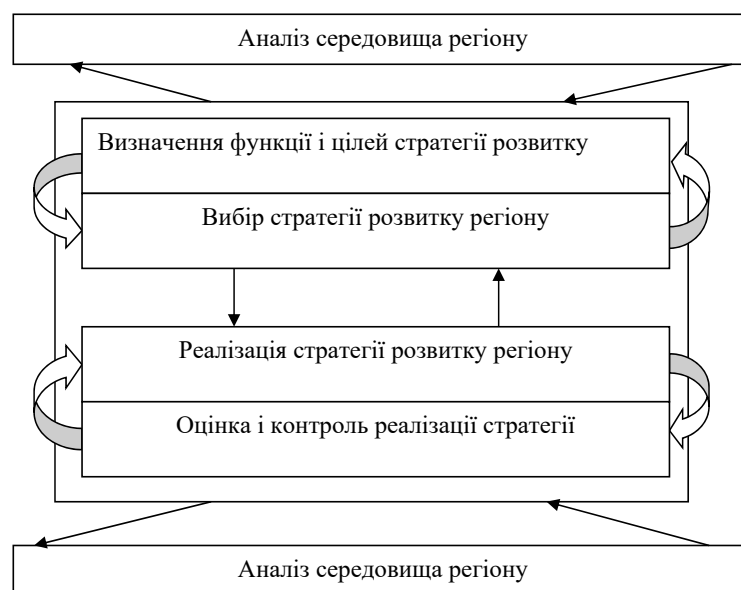 Аналіз середовища регіону
Визначення функції і цілей стратегії розвитку
Вибір стратегії розвитку регіону
Реалізація стратегії розвитку регіону
Оцінка і контроль реалізації стратегії
Аналіз середовища регіону